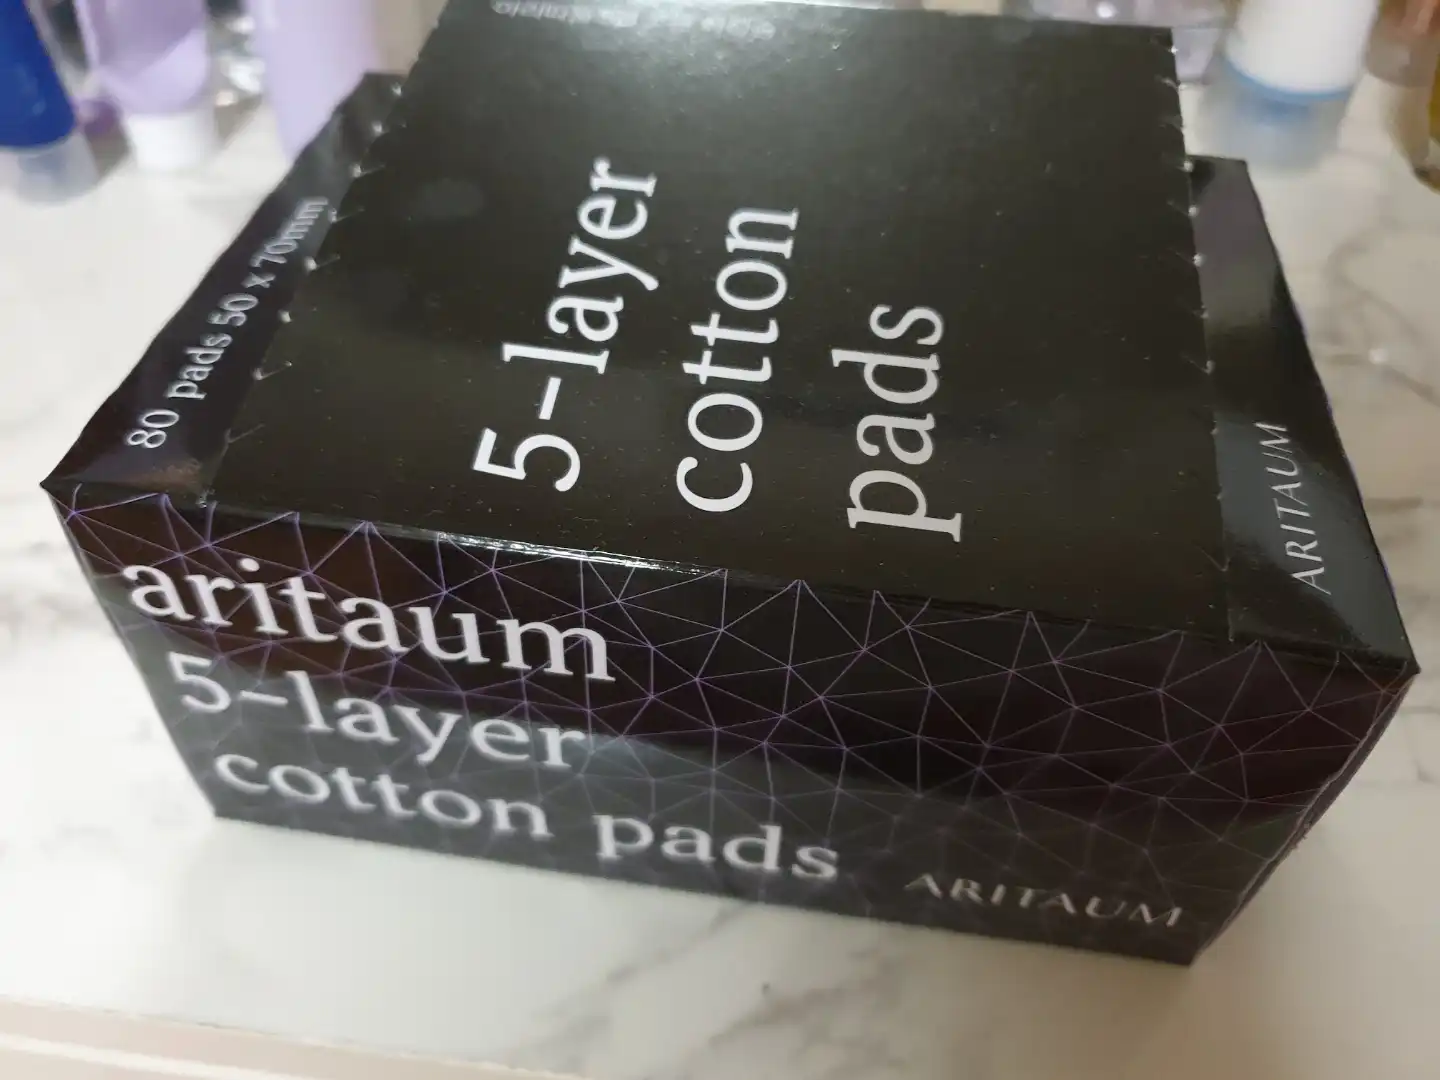 80 pads 50 x 70mm
5-layer
cotton
pads
ARITAUM
aritaum
5-layer
cotton pads
ARITAUM